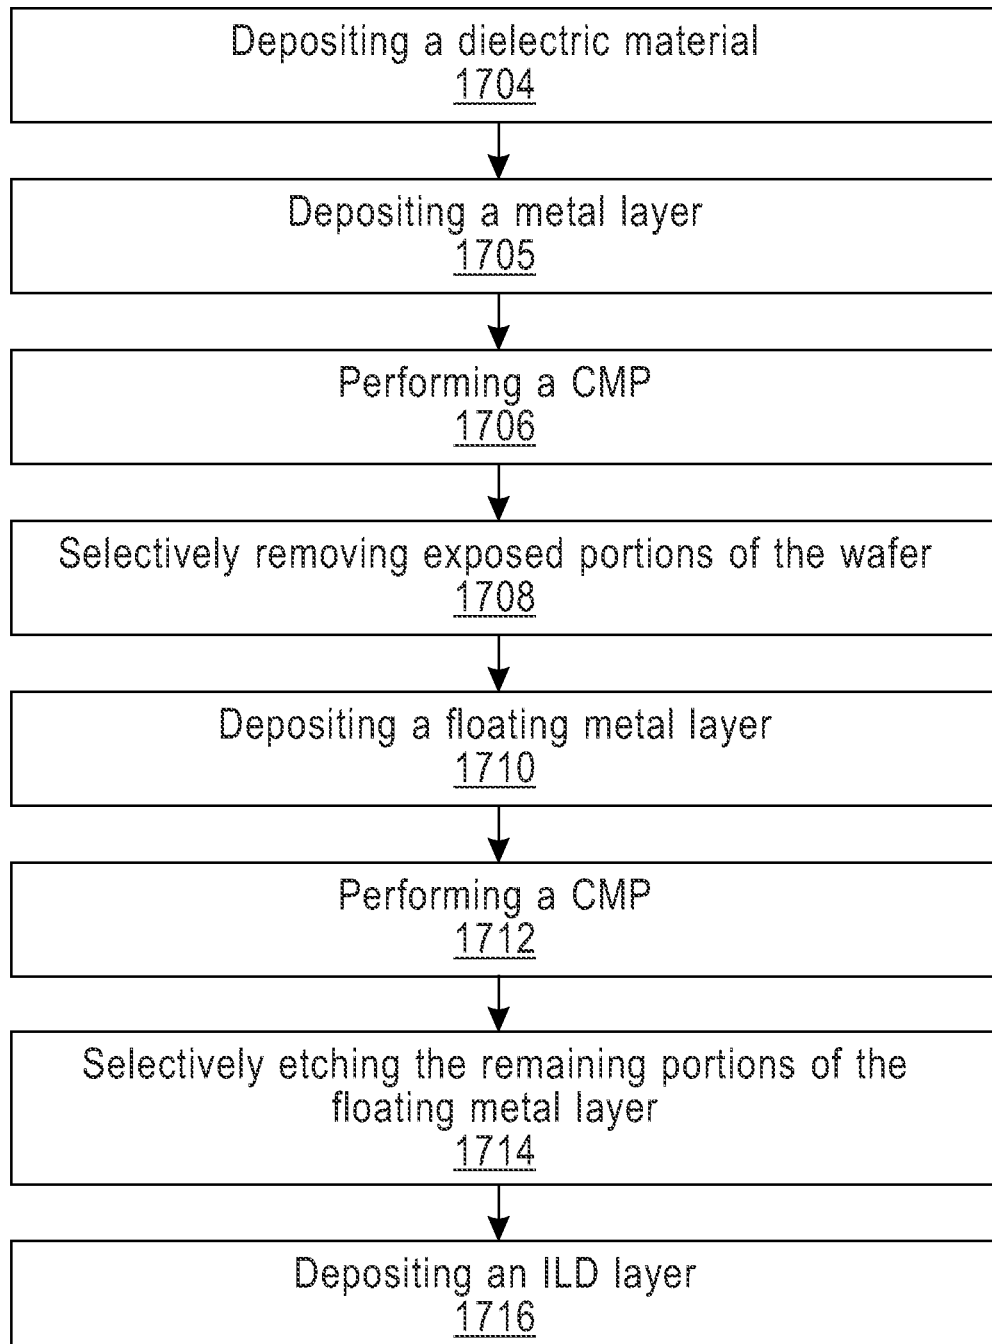 Depositing a dielectric material
1704
Depositing a metal layer
1705
Performing a CMP
1706
Selectively removing exposed portions of the wafer
1708
Depositing a floating metal layer
1710
Performing a CMP
1712
Selectively etching the remaining portions of the
floating metal layer
1714
Depositing an ILD layer
1716